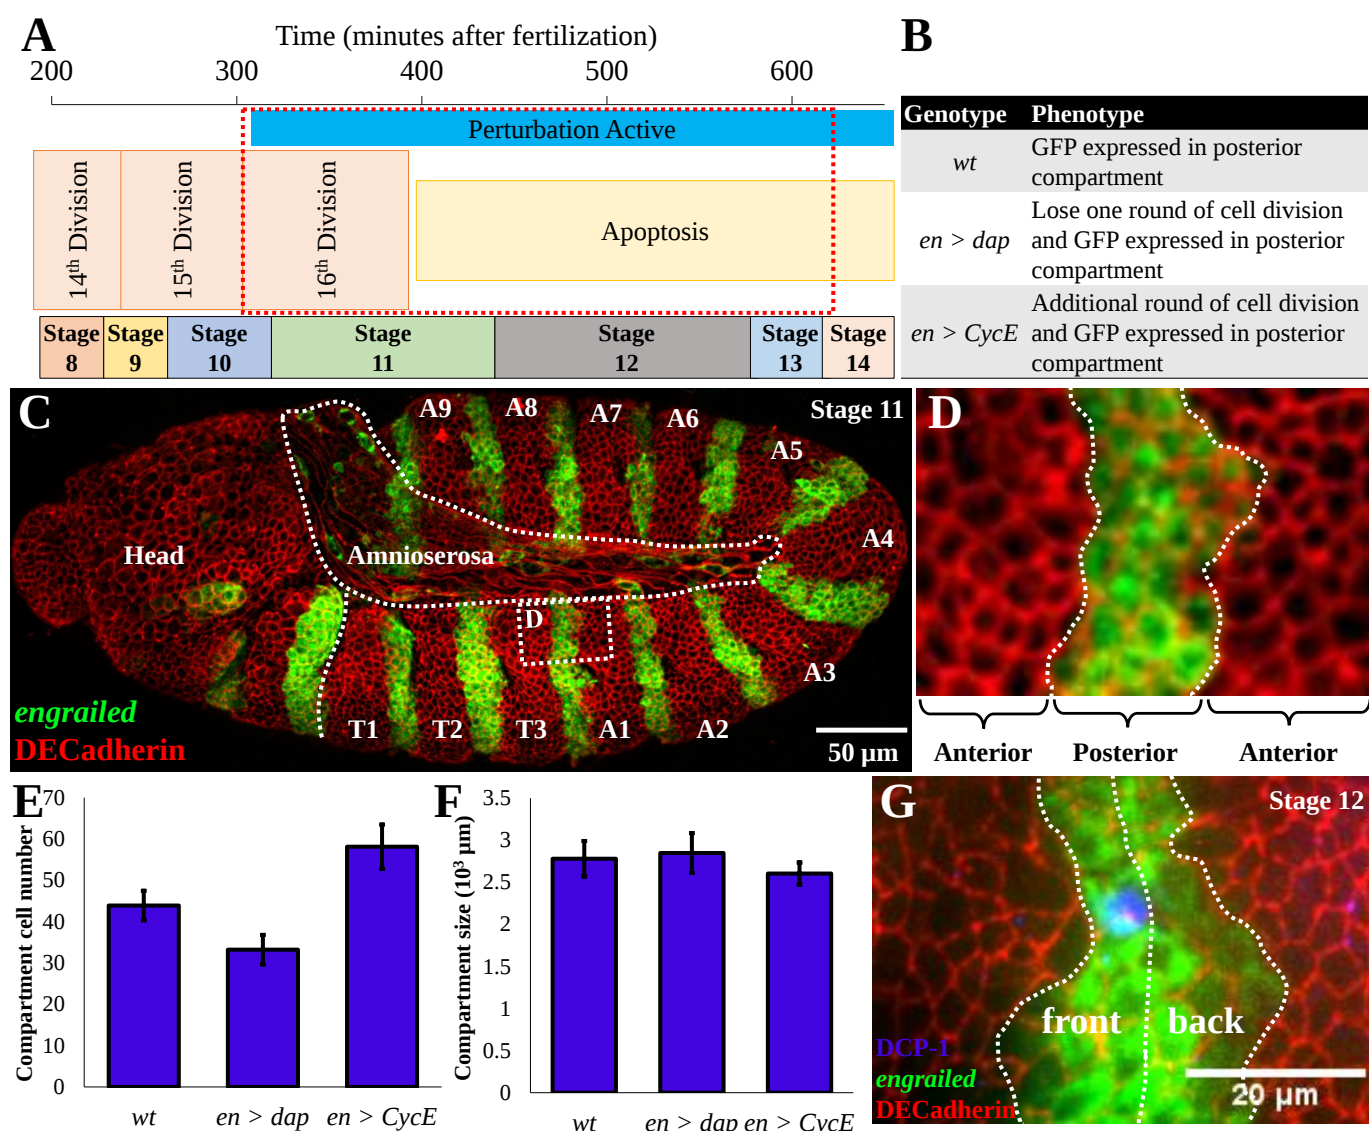 A
Time (minutes after fertilization)
200 300 400 500 600
Perturbation Active
14th Division
15th Division
16th Division
Apoptosis
Stage 8
Stage 9
Stage 10
Stage 11
Stage 12
Stage 13
Stage 14
B
Genotype Phenotype
wt
GFP expressed in posterior
compartment
en > dap
Lose one round of cell division
and GFP expressed in posterior
compartment
en > CycE
Additional round of cell division
and GFP expressed in posterior
compartment
C
Stage 11
A9
A8
A7
A6
A5
A4
A3
A2
A1
T3
T2
T1
Head
Amnioserosa
D
engrailed
DECadherin
50 µm
D
Anterior Posterior Anterior
E
Compartment cell number
70
60
50
40
30
20
10
0
wt en > dap en > CycE
F
Compartment size (10³ µm)
3.5
3
2.5
2
1.5
1
0.5
0
wt en > dap en > CycE
G
Stage 12
front back
DCP-1
engrailed
DECadherin
20 µm